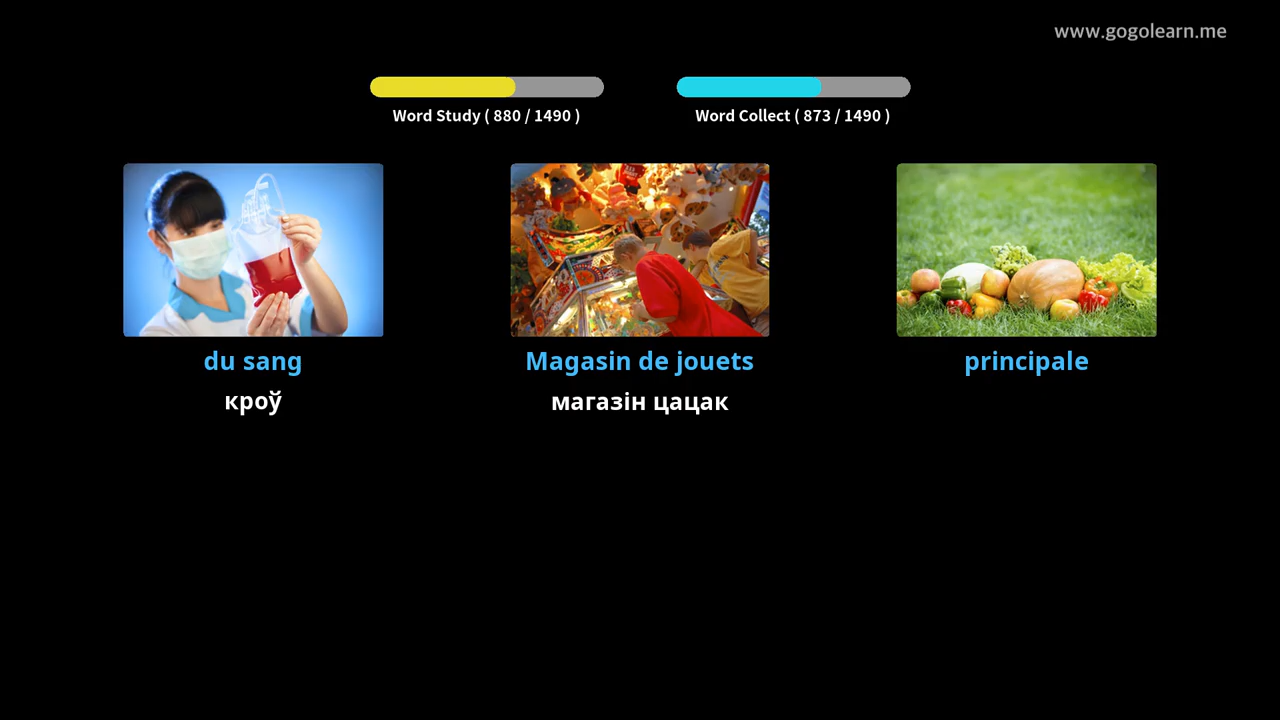 www.gogolearn.me
Word Study ( 880 / 1490 )
Word Collect ( 873 / 1490 )
du sang
Magasin de jouets
principale
кроў
магазін цацак